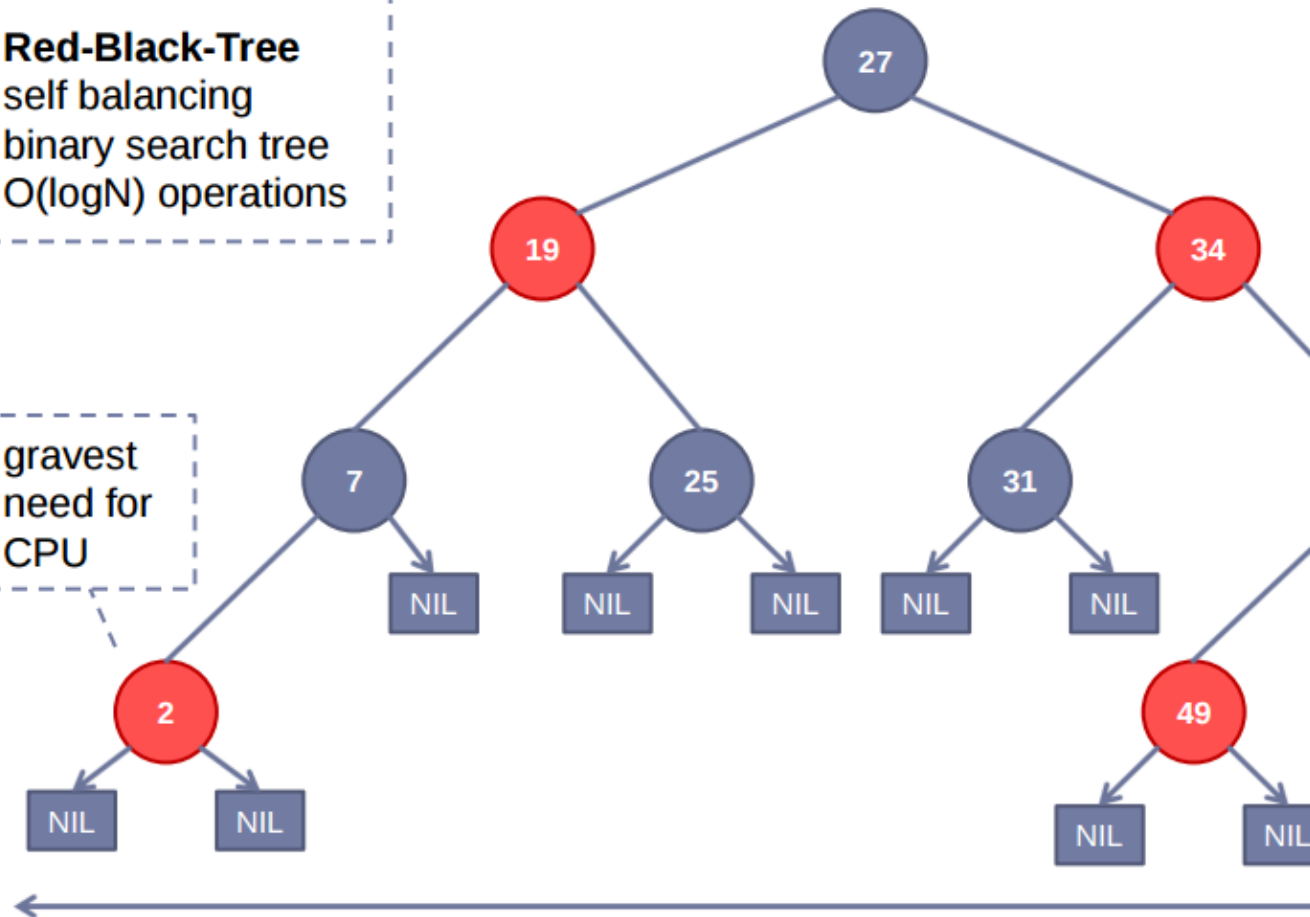 Red-Black-Tree
self balancing
binary search tree
O(logN) operations
27
19
34
gravest
need for
CPU
7
25
31
NIL
NIL
NIL
NIL
NIL
2
49
NIL
NIL
NIL
NIL